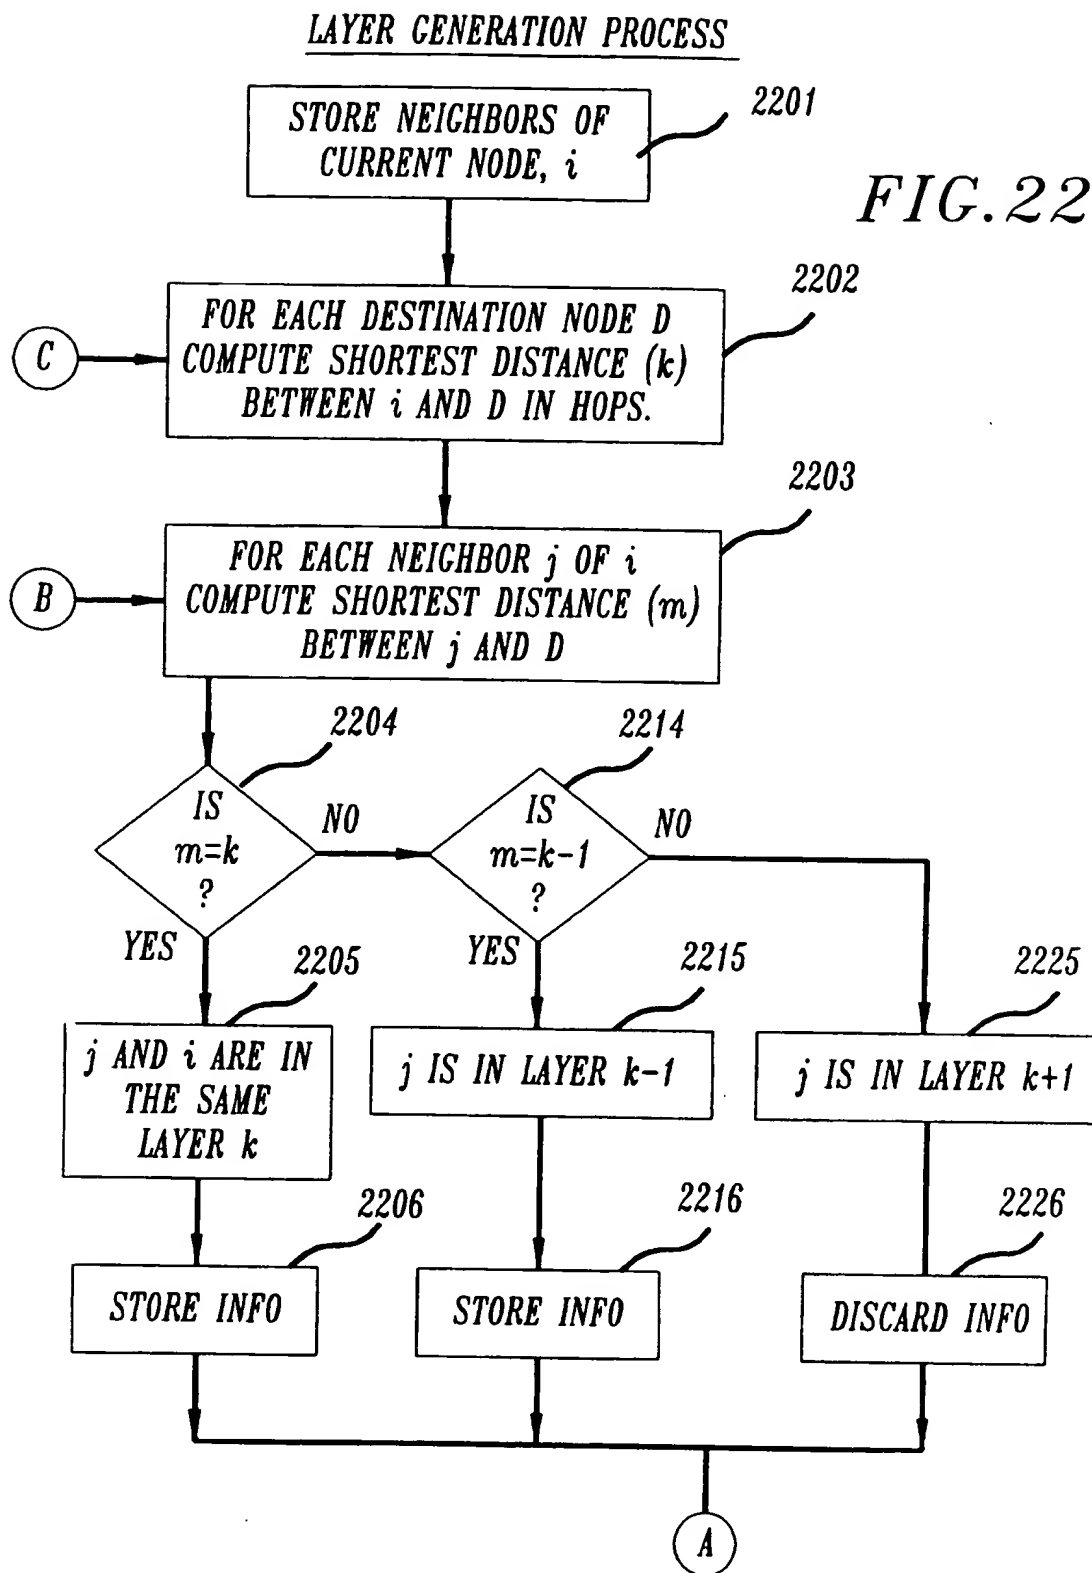 LAYER GENERATION PROCESS
2201
STORE NEIGHBORS OF
CURRENT NODE, i
FIG.22
2202
FOR EACH DESTINATION NODE D
COMPUTE SHORTEST DISTANCE (k)
BETWEEN i AND D IN HOPS.
C
2203
FOR EACH NEIGHBOR j OF i
COMPUTE SHORTEST DISTANCE (m)
BETWEEN j AND D
B
2204
IS
m=k
?
NO
YES
2214
IS
m=k-1
?
NO
YES
2205
j AND i ARE IN
THE SAME
LAYER k
2215
j IS IN LAYER k-1
2225
j IS IN LAYER k+1
2206
STORE INFO
2216
STORE INFO
2226
DISCARD INFO
A